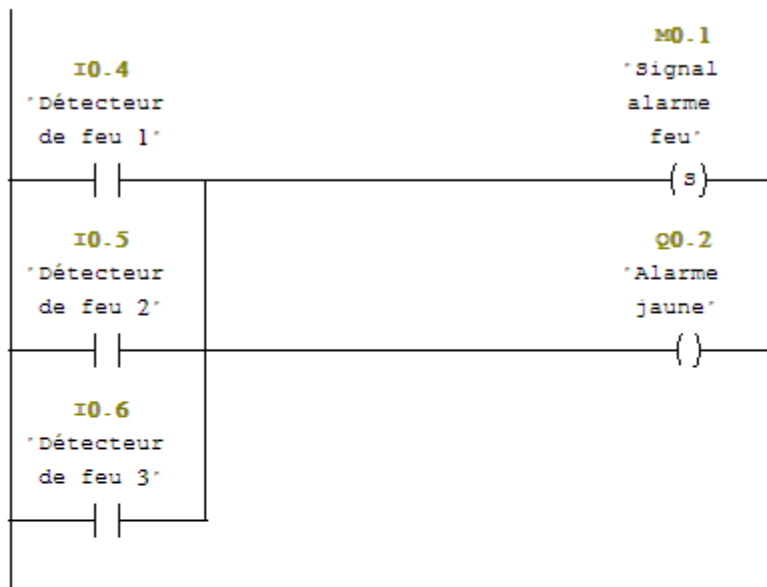 I0.4
'Détecteur
de feu 1'
M0.1
'Signal
alarme
feu'
S
I0.5
'Détecteur
de feu 2'
Q0.2
'Alarme
jaune'
I0.6
'Détecteur
de feu 3'